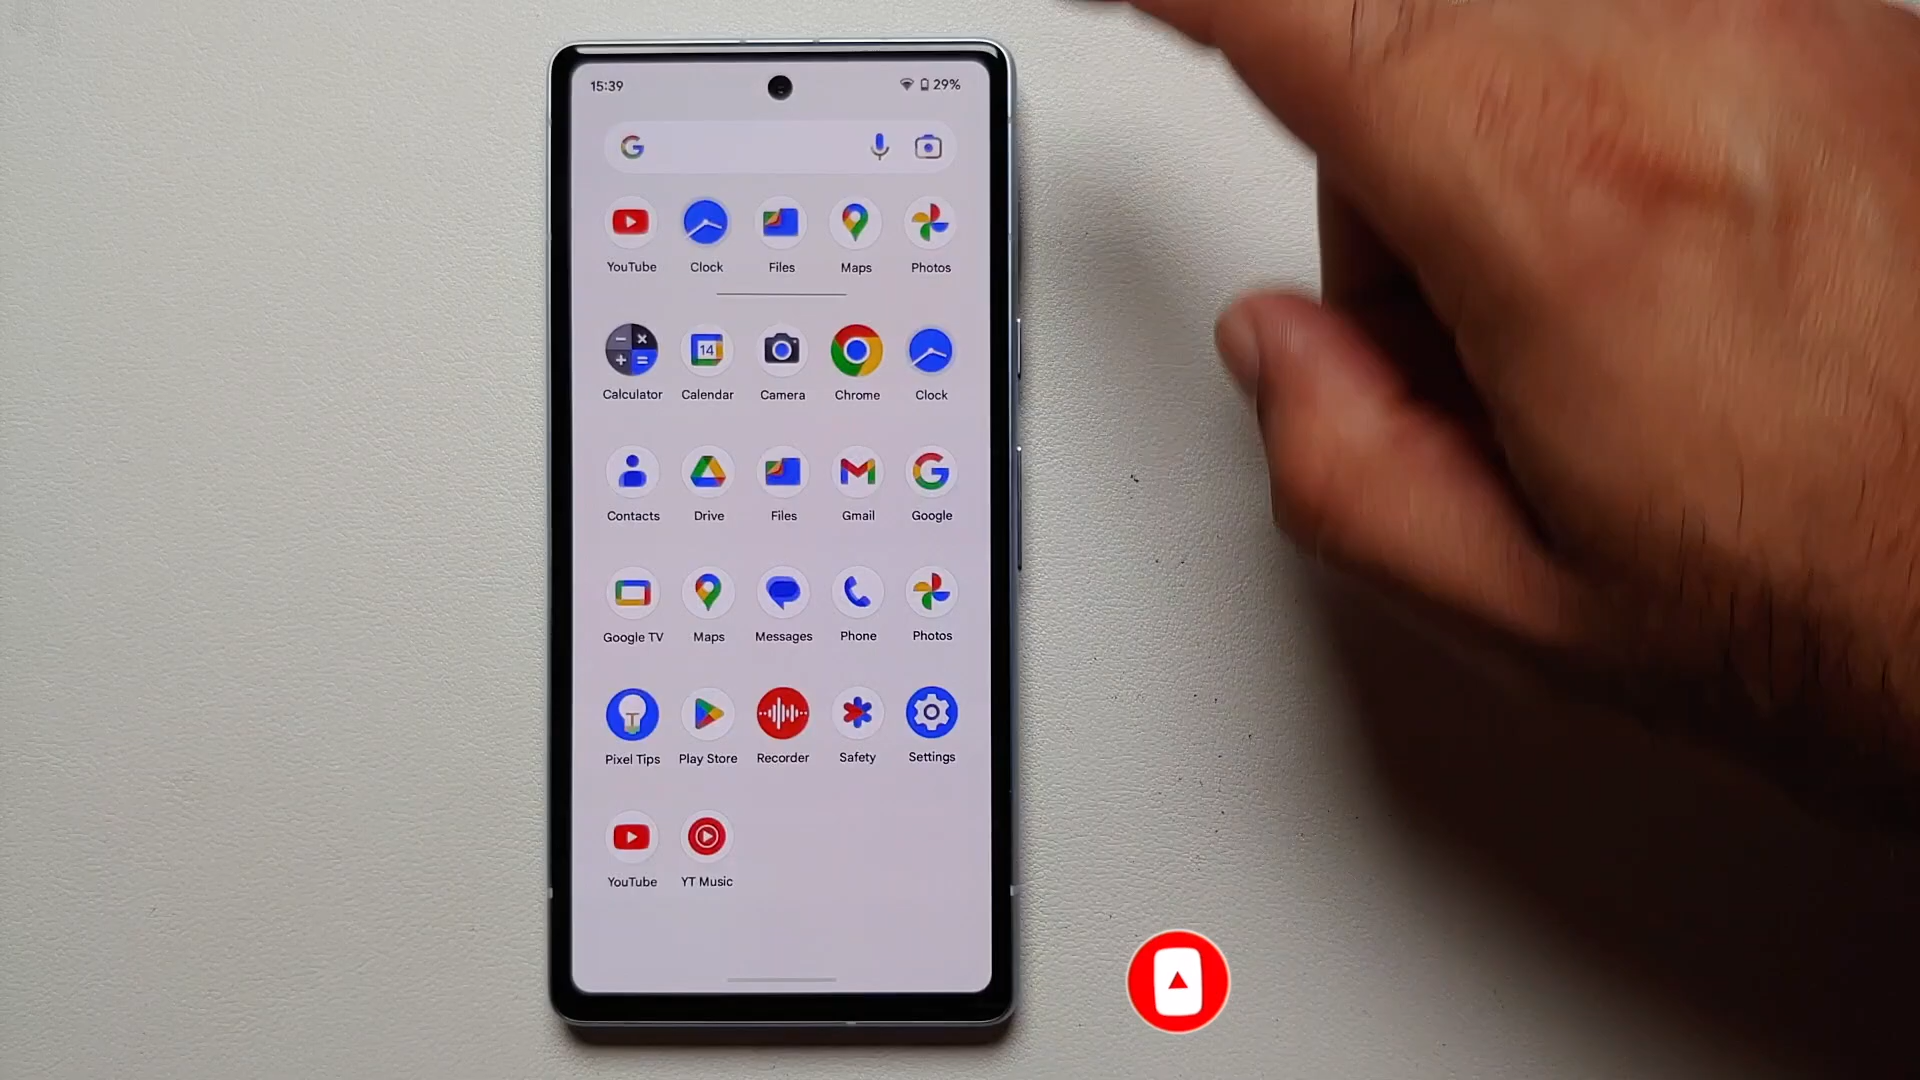 15:39 29%
YouTube Clock Files Maps Photos
14
Calculator Calendar Camera Chrome Clock
Contacts Drive Files Gmail Google
Google TV Maps Messages Phone Photos
Pixel Tips Play Store Recorder Safety Settings
YouTube YT Music